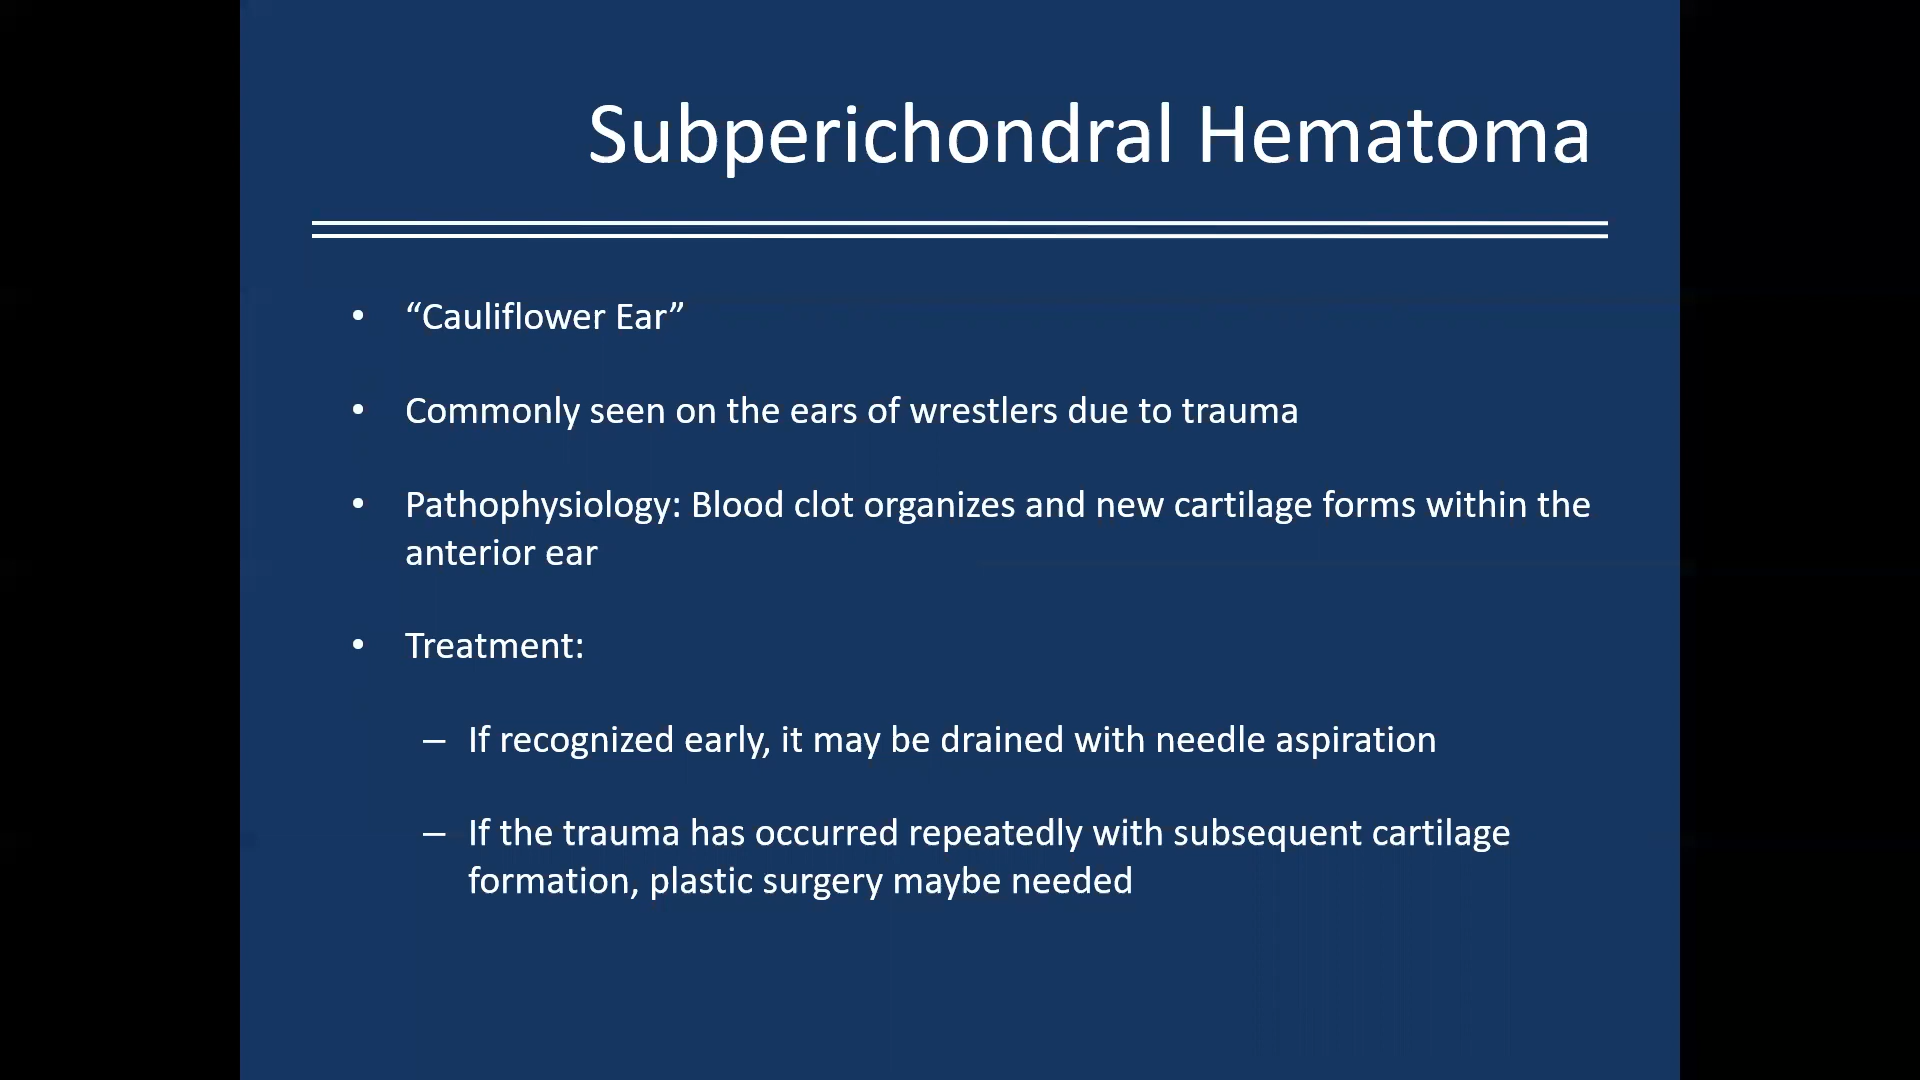 Subperichondral Hematoma
• “Cauliflower Ear”
• Commonly seen on the ears of wrestlers due to trauma
• Pathophysiology: Blood clot organizes and new cartilage forms within the
anterior ear
• Treatment:
– If recognized early, it may be drained with needle aspiration
– If the trauma has occurred repeatedly with subsequent cartilage
formation, plastic surgery maybe needed